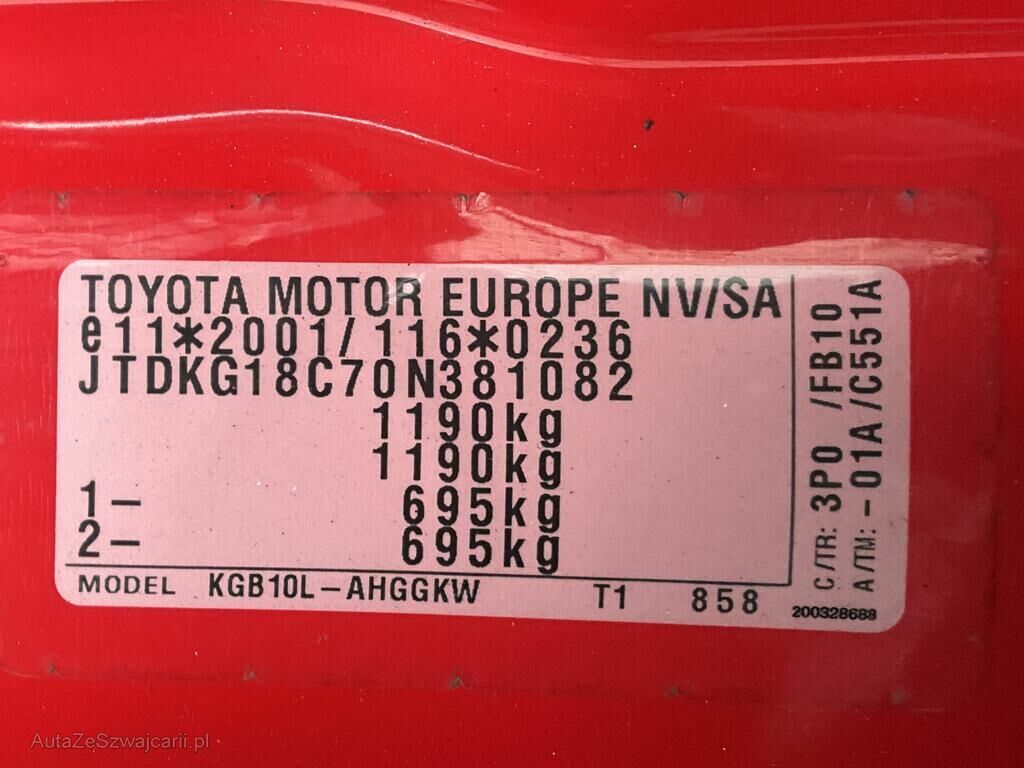 TOYOTA MOTOR EUROPE NV/SA
e11*2001/116*0236
JTDKG18C70N381082
1190kg
1190kg
1- 695kg
2- 695kg
MODEL KGB10L-AHGGKW T1 858
C/TR: 3P0 /FB10
A/TM: -01A/C551A
200328688
AutaZeSzwajcarii.pl